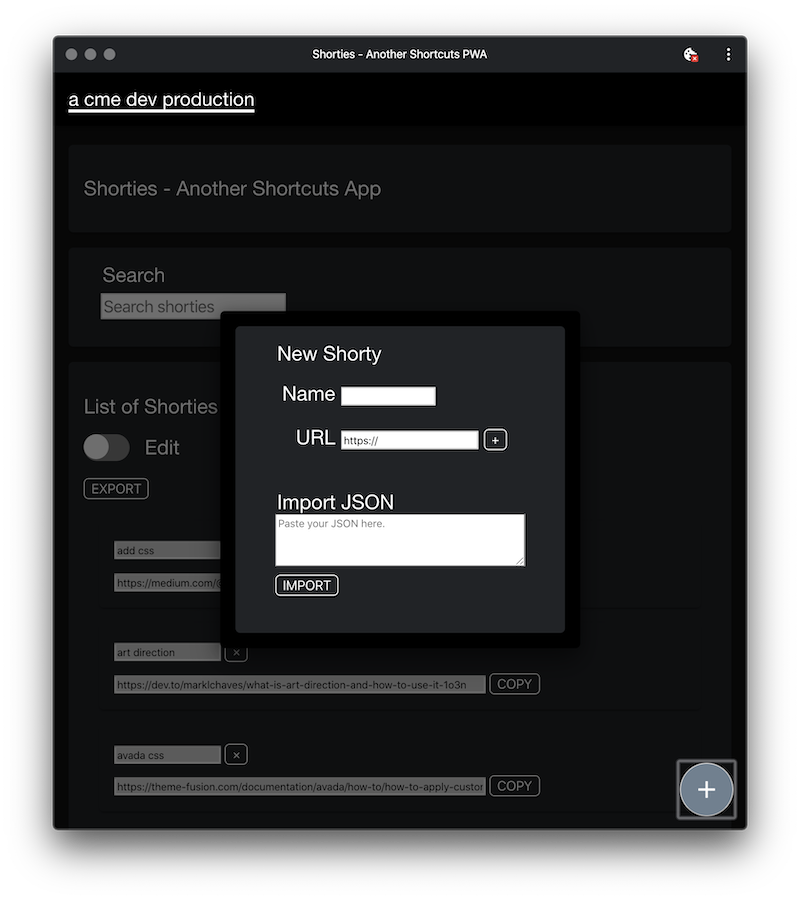 Shorties - Another Shortcuts PWA
a cme dev production
Shorties - Another Shortcuts App
Search
Search shorties
New Shorty
Name
URL https:// +
Import JSON
Paste your JSON here.
IMPORT
List of Shorties
Edit
EXPORT
add css
https://medium.com/
art direction ×
https://dev.to/marklchaves/what-is-art-direction-and-how-to-use-it-1o3n COPY
avada css ×
https://theme-fusion.com/documentation/avada/how-to/how-to-apply-custor COPY
+